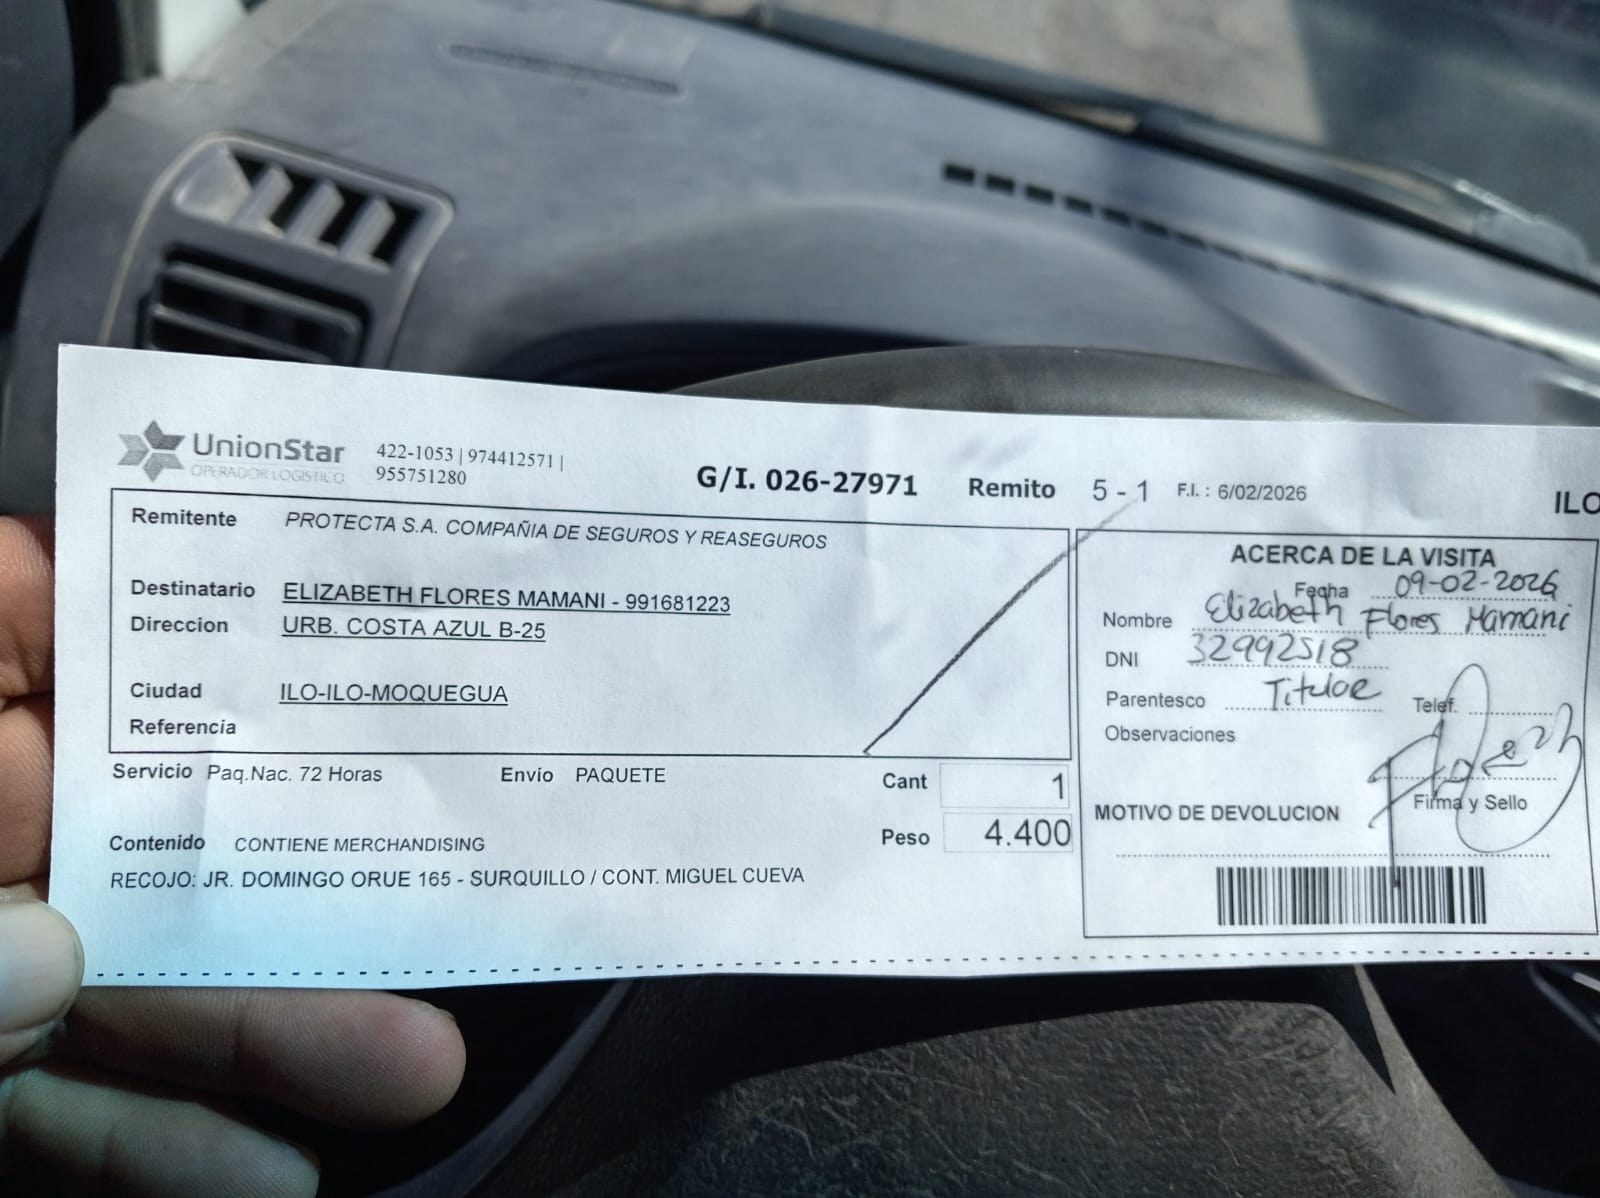 UnionStar
OPERADOR LOGISTICO
422-1053 | 974412571 |
955751280
G/I. 026-27971 Remito 5 - 1 F.I. : 6/02/2026
ILO
Remitente PROTECTA S.A. COMPAÑIA DE SEGUROS Y REASEGUROS
Destinatario ELIZABETH FLORES MAMANI - 991681223
Direccion URB. COSTA AZUL B-25
Ciudad ILO-ILO-MOQUEGUA
Referencia
Servicio Paq.Nac. 72 Horas Envío PAQUETE Cant 1
Peso 4.400
Contenido CONTIENE MERCHANDISING
RECOJO: JR. DOMINGO ORUE 165 - SURQUILLO / CONT. MIGUEL CUEVA
ACERCA DE LA VISITA
Fecha 09-02-2026
Nombre Elizabeth Flores Mamani
DNI 32992518
Parentesco Titular Telef.
Observaciones
Firma y Sello
MOTIVO DE DEVOLUCION